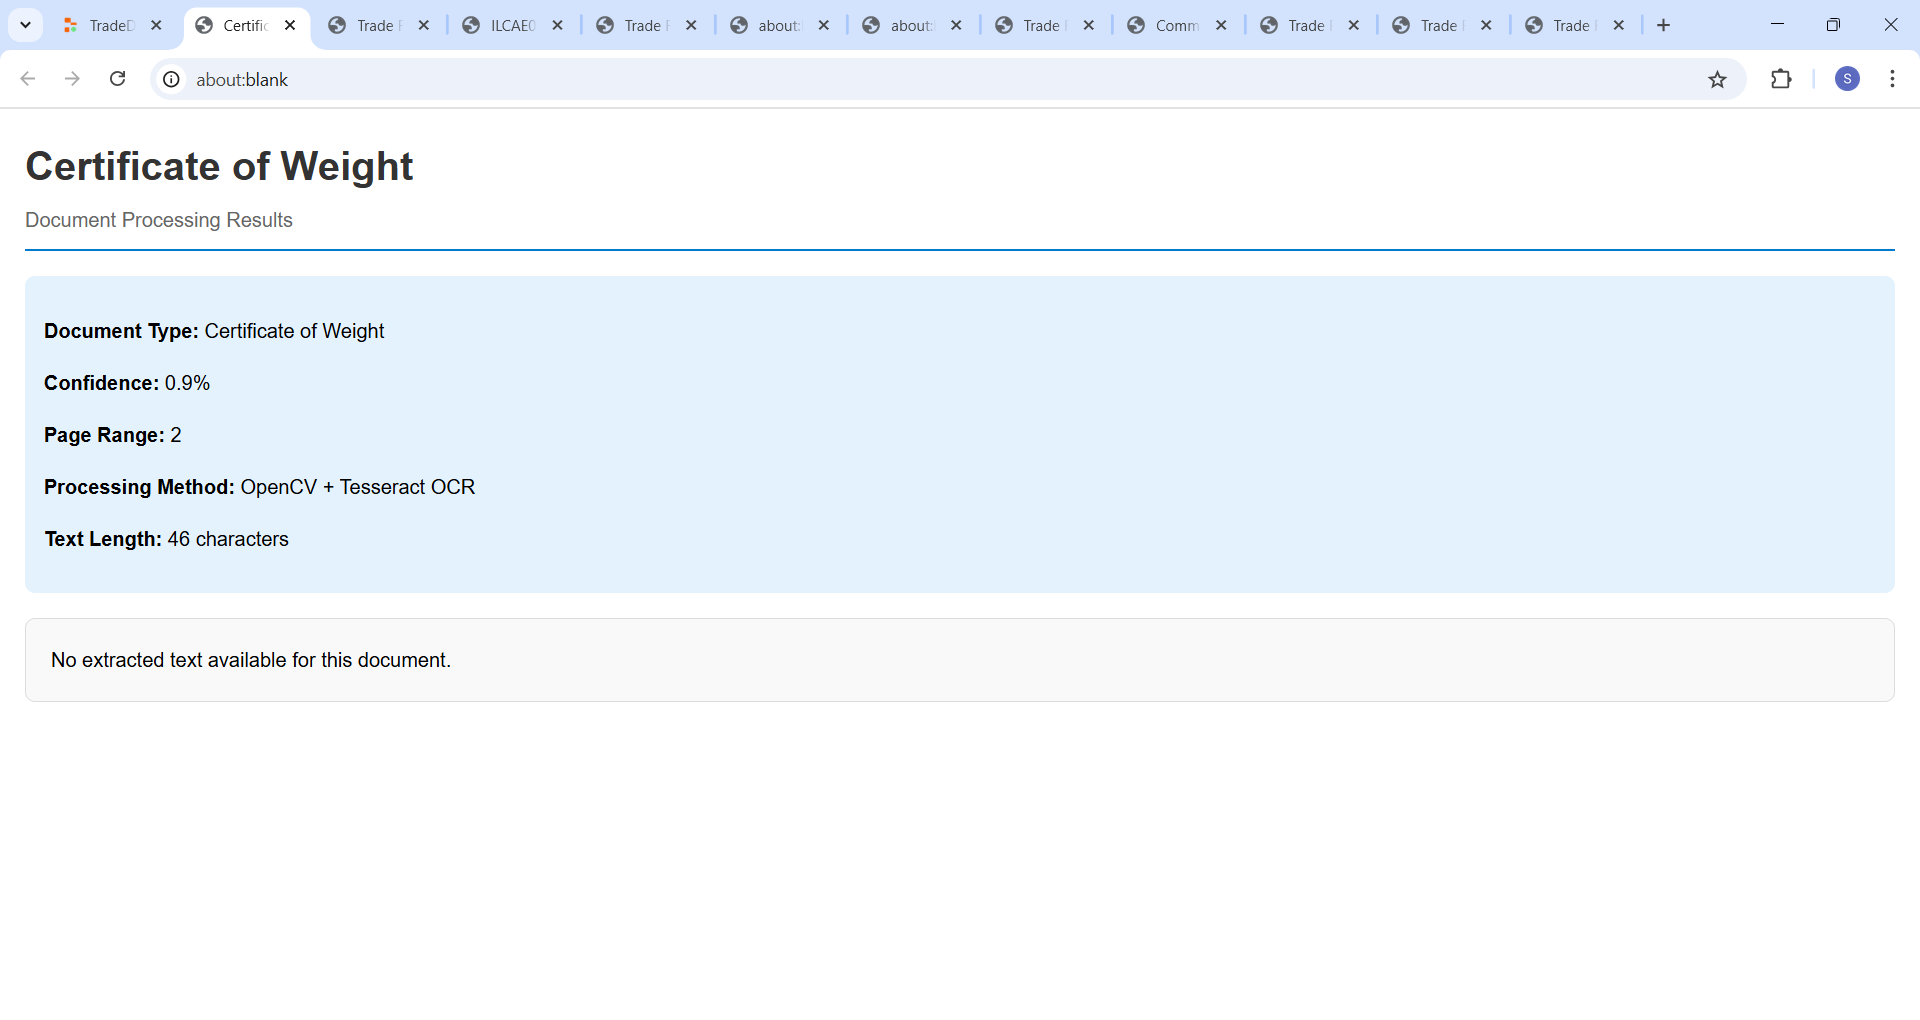 TradeD
Certific
Trade F
ILCAE0
Trade F
about:
about:
Trade F
Comm
Trade F
Trade F
Trade F
about:blank
S
Certificate of Weight
Document Processing Results
Document Type: Certificate of Weight
Confidence: 0.9%
Page Range: 2
Processing Method: OpenCV + Tesseract OCR
Text Length: 46 characters
No extracted text available for this document.